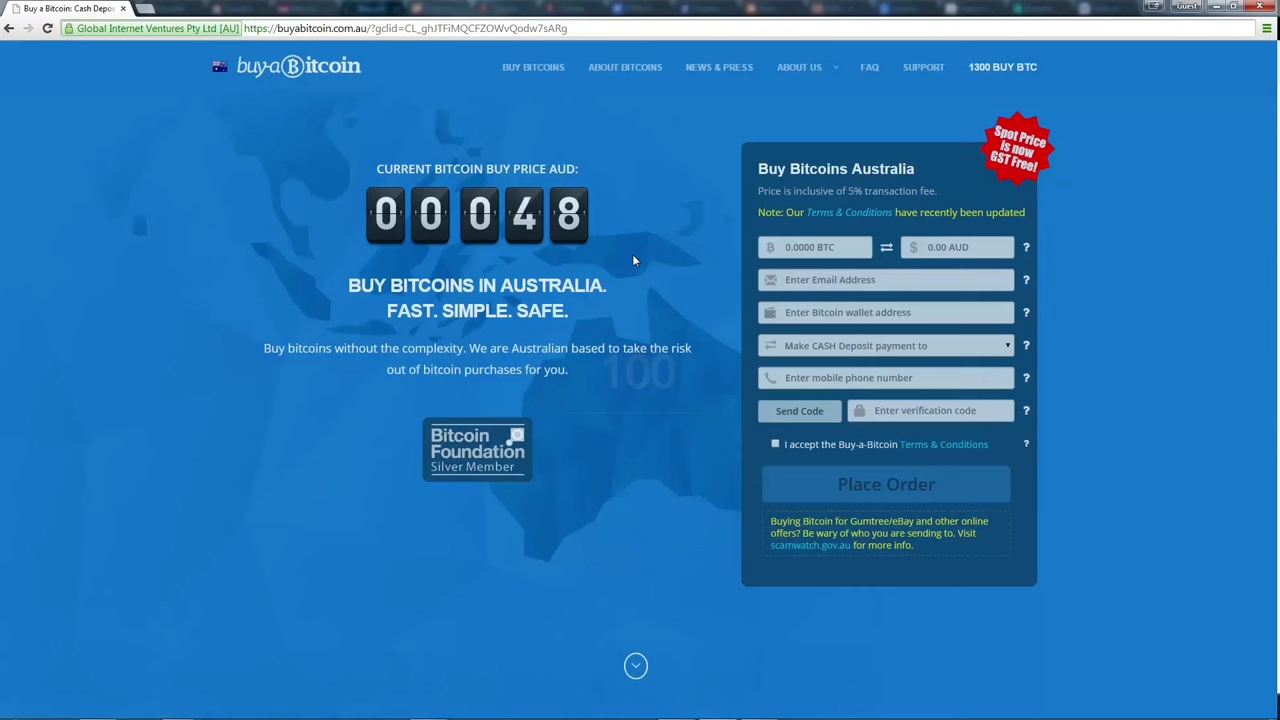 Buy a Bitcoin: Cash Depos
Guest
Global Internet Ventures Pty Ltd [AU]
https://buyabitcoin.com.au/?gclid=CL_ghJTFiMQCFZOWvQodw7sARg
buy-a Bitcoin
BUY BITCOINS
ABOUT BITCOINS
NEWS & PRESS
ABOUT US
FAQ
SUPPORT
1300 BUY BTC
CURRENT BITCOIN BUY PRICE AUD:
0 0 0 4 8
BUY BITCOINS IN AUSTRALIA.
FAST. SIMPLE. SAFE.
Buy bitcoins without the complexity. We are Australian based to take the risk
out of bitcoin purchases for you.
100
Bitcoin
Foundation
Silver Member
Spot Price
is now
GST Free!
Buy Bitcoins Australia
Price is inclusive of 5% transaction fee.
Note: Our Terms & Conditions have recently been updated
0.0000 BTC
$ 0.00 AUD ?
Enter Email Address ?
Enter Bitcoin wallet address ?
Make CASH Deposit payment to ?
Enter mobile phone number ?
Send Code
Enter verification code ?
I accept the Buy-a-Bitcoin Terms & Conditions ?
Place Order
Buying Bitcoin for Gumtree/eBay and other online
offers? Be wary of who you are sending to. Visit
scamwatch.gov.au for more info.